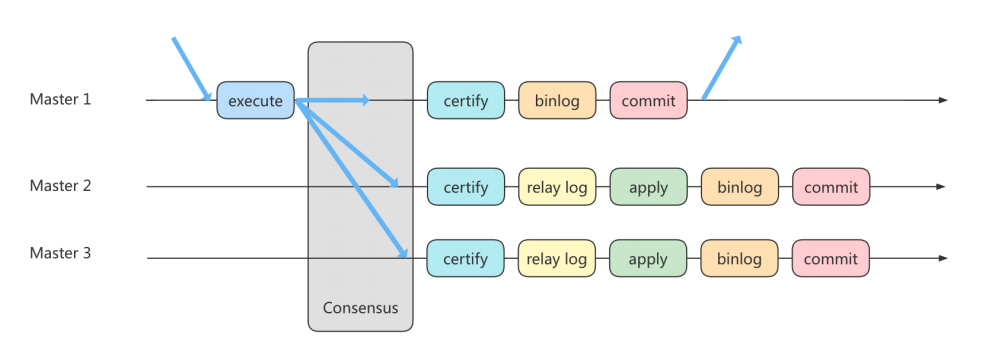 Master 1
execute
certify
binlog
commit
Master 2
certify
relay log
apply
binlog
commit
Master 3
certify
relay log
apply
binlog
commit
Consensus